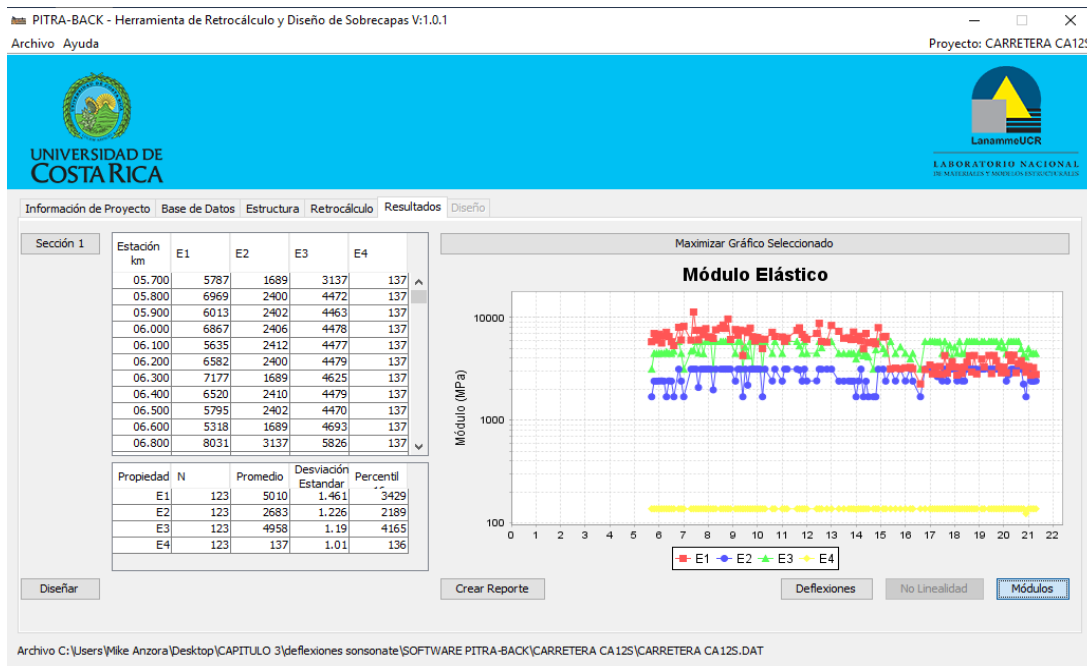 PITRA-BACK - Herramienta de Retrocálculo y Diseño de Sobrecapas V:1.0.1
Archivo Ayuda
Proyecto: CARRETERA CA12S
UNIVERSIDAD DE
COSTA RICA
LanammeUCR
LABORATORIO NACIONAL
DE MATERIALES Y MODELOS ESTRUCTURALES
Información de Proyecto Base de Datos Estructura Retrocálculo Resultados Diseño
Sección 1
Maximizar Gráfico Seleccionado
Estación km E1 E2 E3 E4
05.700 5787 1689 3137 137
05.800 6969 2400 4472 137
05.900 6013 2402 4463 137
06.000 6867 2406 4478 137
06.100 5635 2412 4477 137
06.200 6582 2400 4479 137
06.300 7177 1689 4625 137
06.400 6520 2410 4479 137
06.500 5795 2402 4470 137
06.600 5318 1689 4693 137
06.800 8031 3137 5826 137
Propiedad N Promedio Desviación Estandar Percentil
E1 123 5010 1.461 3429
E2 123 2683 1.226 2189
E3 123 4958 1.19 4165
E4 123 137 1.01 136
Módulo Elástico
Módulo (MPa)
10000
1000
100
0 1 2 3 4 5 6 7 8 9 10 11 12 13 14 15 16 17 18 19 20 21 22
E1 E2 E3 E4
Diseñar
Crear Reporte
Deflexiones
No Linealidad
Módulos
Archivo C:\Users\Mike Anzora\Desktop\CAPITULO 3\deflexiones sonsonate\SOFTWARE PITRA-BACK\CARRETERA CA12S\CARRETERA CA12S.DAT